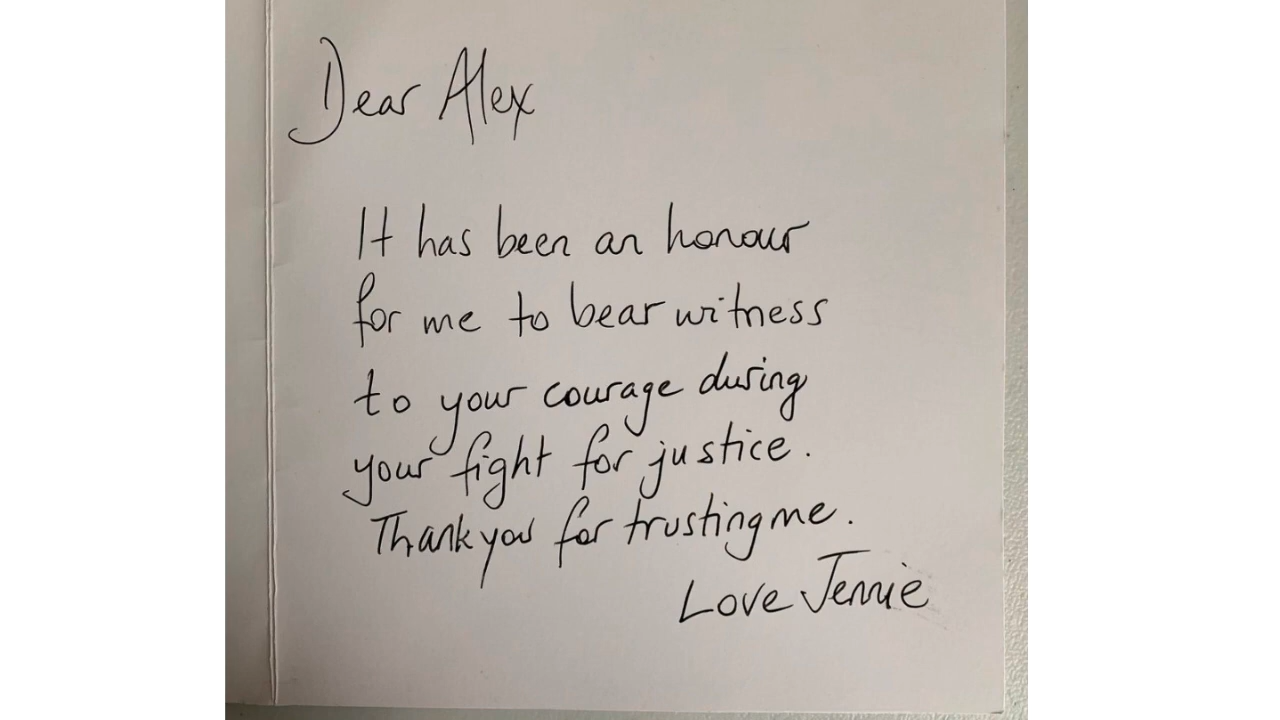 Dear Alex
It has been an honour
for me to bear witness
to your courage during
your fight for justice.
Thank you for trusting me.
Love Jennie